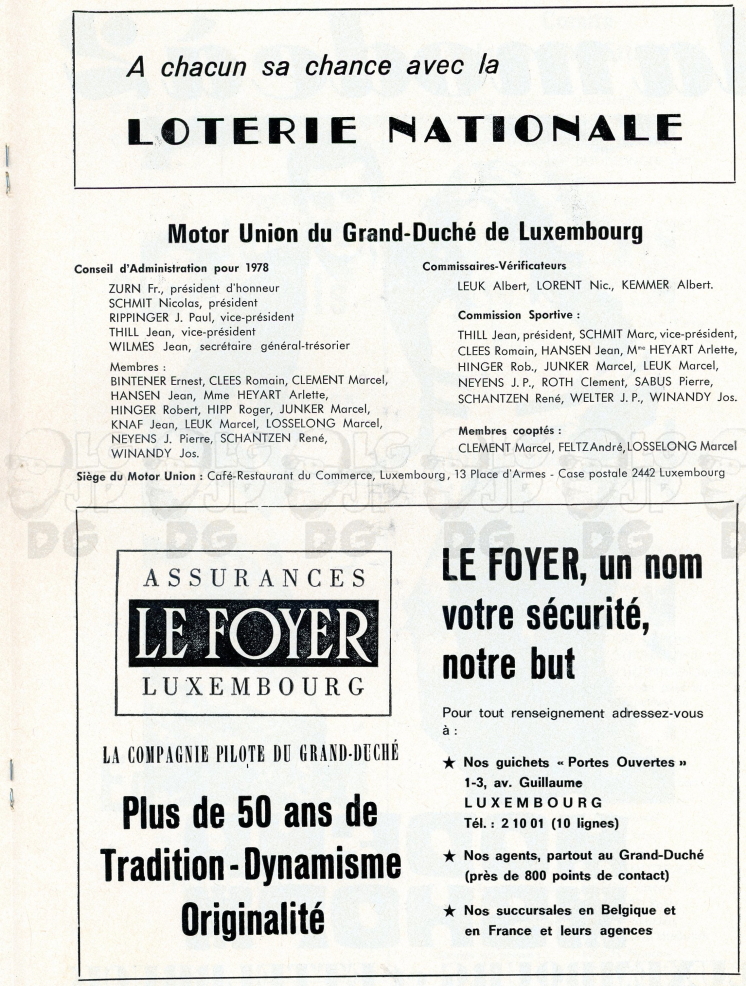 A chacun sa chance avec la
LOTERIE NATIONALE
Motor Union du Grand-Duché de Luxembourg
Conseil d'Administration pour 1978
ZURN Fr., président d'honneur
SCHMIT Nicolas, président
RIPPINGER J. Paul, vice-président
THILL Jean, vice-président
WILMES Jean, secrétaire général-trésorier
Membres :
BINTENER Ernest, CLEES Romain, CLEMENT Marcel,
HANSEN Jean, Mme HEYART Arlette,
HINGER Robert, HIPP Roger, JUNKER Marcel,
KNAF Jean, LEUK Marcel, LOSSELONG Marcel,
NEYENS J. Pierre, SCHANTZEN René,
WINANDY Jos.
Commissaires-Vérificateurs
LEUK Albert, LORENT Nic., KEMMER Albert.
Commission Sportive :
THILL Jean, président, SCHMIT Marc, vice-président,
CLEES Romain, HANSEN Jean, Mme HEYART Arlette,
HINGER Rob., JUNKER Marcel, LEUK Marcel,
NEYENS J. P., ROTH Clement, SABUS Pierre,
SCHANTZEN René, WELTER J. P., WINANDY Jos.
Membres cooptés :
CLEMENT Marcel, FELTZ André, LOSSELONG Marcel
Siège du Motor Union : Café-Restaurant du Commerce, Luxembourg, 13 Place d'Armes - Case postale 2442 Luxembourg
ASSURANCES
LE FOYER
LUXEMBOURG
LA COMPAGNIE PILOTE DU GRAND-DUCHÉ
Plus de 50 ans de
Tradition - Dynamisme
Originalité
LE FOYER, un nom
votre sécurité,
notre but
Pour tout renseignement adressez-vous
à :
★ Nos guichets « Portes Ouvertes »
1-3, av. Guillaume
LUXEMBOURG
Tél. : 2 10 01 (10 lignes)
★ Nos agents, partout au Grand-Duché
(près de 800 points de contact)
★ Nos succursales en Belgique et
en France et leurs agences
DG DG DG DG DG